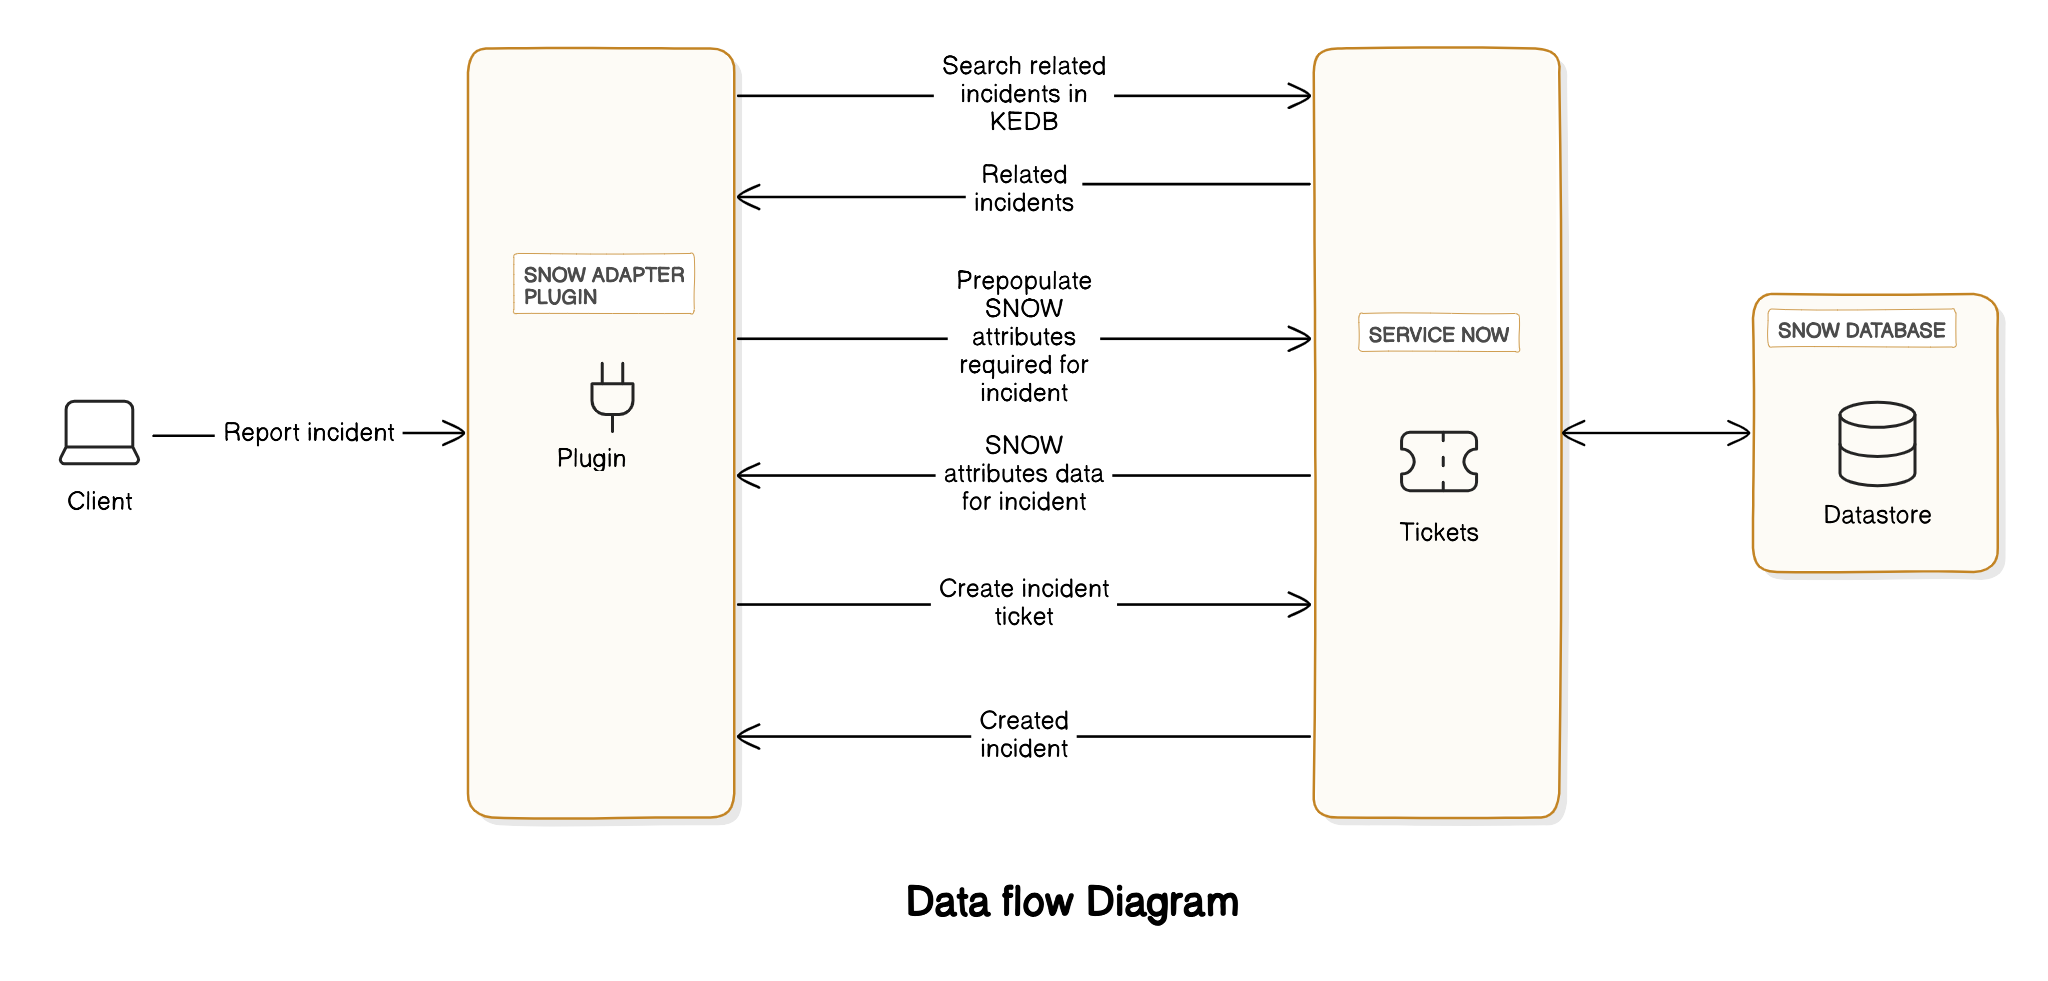 Search related
incidents in
KEDB
Related
incidents
SNOW ADAPTER
PLUGIN
Prepopulate
SNOW
attributes
required for
incident
SERVICE NOW
SNOW DATABASE
Report incident
Plugin
Client
SNOW
attributes data
for incident
Tickets
Datastore
Create incident
ticket
Created
incident
Data flow Diagram